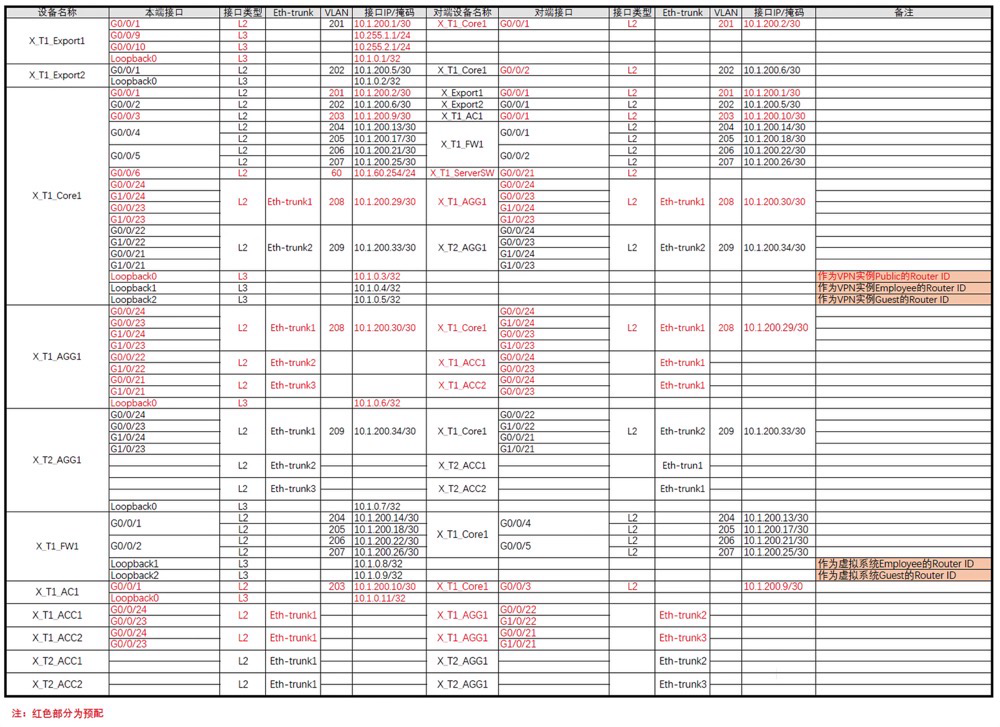 设备名称 本端接口 接口类型 Eth-trunk VLAN 接口IP/掩码 对端设备名称 对端接口 接口类型 Eth-trunk VLAN 接口IP/掩码 备注
X_T1_Export1 G0/0/1 L2 201 10.1.200.1/30 X_T1_Core1 G0/0/1 L2 201 10.1.200.2/30
G0/0/9 L3 10.255.1.1/24
G0/0/10 L3 10.255.2.1/24
Loopback0 L3 10.1.0.1/32
X_T1_Export2 G0/0/1 L2 202 10.1.200.5/30 X_T1_Core1 G0/0/2 L2 202 10.1.200.6/30
Loopback0 L3 10.1.0.2/32
X_T1_Core1 G0/0/1 L2 201 10.1.200.2/30 X_Export1 G0/0/1 L2 201 10.1.200.1/30
G0/0/2 L2 202 10.1.200.6/30 X_Export2 G0/0/1 L2 202 10.1.200.5/30
G0/0/3 L2 203 10.1.200.9/30 X_T1_AC1 G0/0/1 L2 203 10.1.200.10/30
G0/0/4 L2 204 10.1.200.13/30 X_T1_FW1 G0/0/1 L2 204 10.1.200.14/30
L2 205 10.1.200.17/30 L2 205 10.1.200.18/30
G0/0/5 L2 206 10.1.200.21/30 G0/0/2 L2 206 10.1.200.22/30
L2 207 10.1.200.25/30 L2 207 10.1.200.26/30
G0/0/6 L2 60 10.1.60.254/24 X_T1_ServerSW G0/0/21 L2
G0/0/24 L2 Eth-trunk1 208 10.1.200.29/30 X_T1_AGG1 G0/0/24 L2 Eth-trunk1 208 10.1.200.30/30
G1/0/24 G0/0/23
G0/0/23 G1/0/24
G1/0/23 G1/0/23
G0/0/22 L2 Eth-trunk2 209 10.1.200.33/30 X_T2_AGG1 G0/0/24 L2 Eth-trunk2 209 10.1.200.34/30
G1/0/22 G0/0/23
G0/0/21 G1/0/24
G1/0/21 G1/0/23
Loopback0 L3 10.1.0.3/32 作为VPN实例Public的Router ID
Loopback1 L3 10.1.0.4/32 作为VPN实例Employee的Router ID
Loopback2 L3 10.1.0.5/32 作为VPN实例Guest的Router ID
X_T1_AGG1 G0/0/24 L2 Eth-trunk1 208 10.1.200.30/30 X_T1_Core1 G0/0/24 L2 Eth-trunk1 208 10.1.200.29/30
G0/0/23 G1/0/24
G1/0/24 G0/0/23
G1/0/23 G1/0/23
G0/0/22 L2 Eth-trunk2 X_T1_ACC1 G0/0/24 Eth-trunk1
G1/0/22 G0/0/23
G0/0/21 L2 Eth-trunk3 X_T1_ACC2 G0/0/24 Eth-trunk1
G1/0/21 G0/0/23
Loopback0 L3 10.1.0.6/32
X_T2_AGG1 G0/0/24 L2 Eth-trunk1 209 10.1.200.34/30 X_T1_Core1 G0/0/22 L2 Eth-trunk2 209 10.1.200.33/30
G0/0/23 G1/0/22
G1/0/24 G0/0/21
G1/0/23 G1/0/21
L2 Eth-trunk2 X_T2_ACC1 Eth-trun1
L2 Eth-trunk3 X_T2_ACC2 Eth-trunk1
Loopback0 L3 10.1.0.7/32
X_T1_FW1 G0/0/1 L2 204 10.1.200.14/30 X_T1_Core1 G0/0/4 L2 204 10.1.200.13/30
L2 205 10.1.200.18/30 L2 205 10.1.200.17/30
G0/0/2 L2 206 10.1.200.22/30 G0/0/5 L2 206 10.1.200.21/30
L2 207 10.1.200.26/30 L2 207 10.1.200.25/30
Loopback1 L3 10.1.0.8/32 作为虚拟系统Employee的Router ID
Loopback2 L3 10.1.0.9/32 作为虚拟系统Guest的Router ID
X_T1_AC1 G0/0/1 L2 203 10.1.200.10/30 X_T1_Core1 G0/0/3 L2 10.1.200.9/30
Loopback0 L3 10.1.0.11/32
X_T1_ACC1 G0/0/24 L2 Eth-trunk1 X_T1_AGG1 G0/0/22 Eth-trunk2
G0/0/23 G1/0/22
X_T1_ACC2 G0/0/24 L2 Eth-trunk1 X_T1_AGG1 G0/0/21 Eth-trunk3
G0/0/23 G1/0/21
X_T2_ACC1 L2 Eth-trunk1 X_T2_AGG1 Eth-trunk2
X_T2_ACC2 L2 Eth-trunk1 X_T2_AGG1 Eth-trunk3
注：红色部分为预配